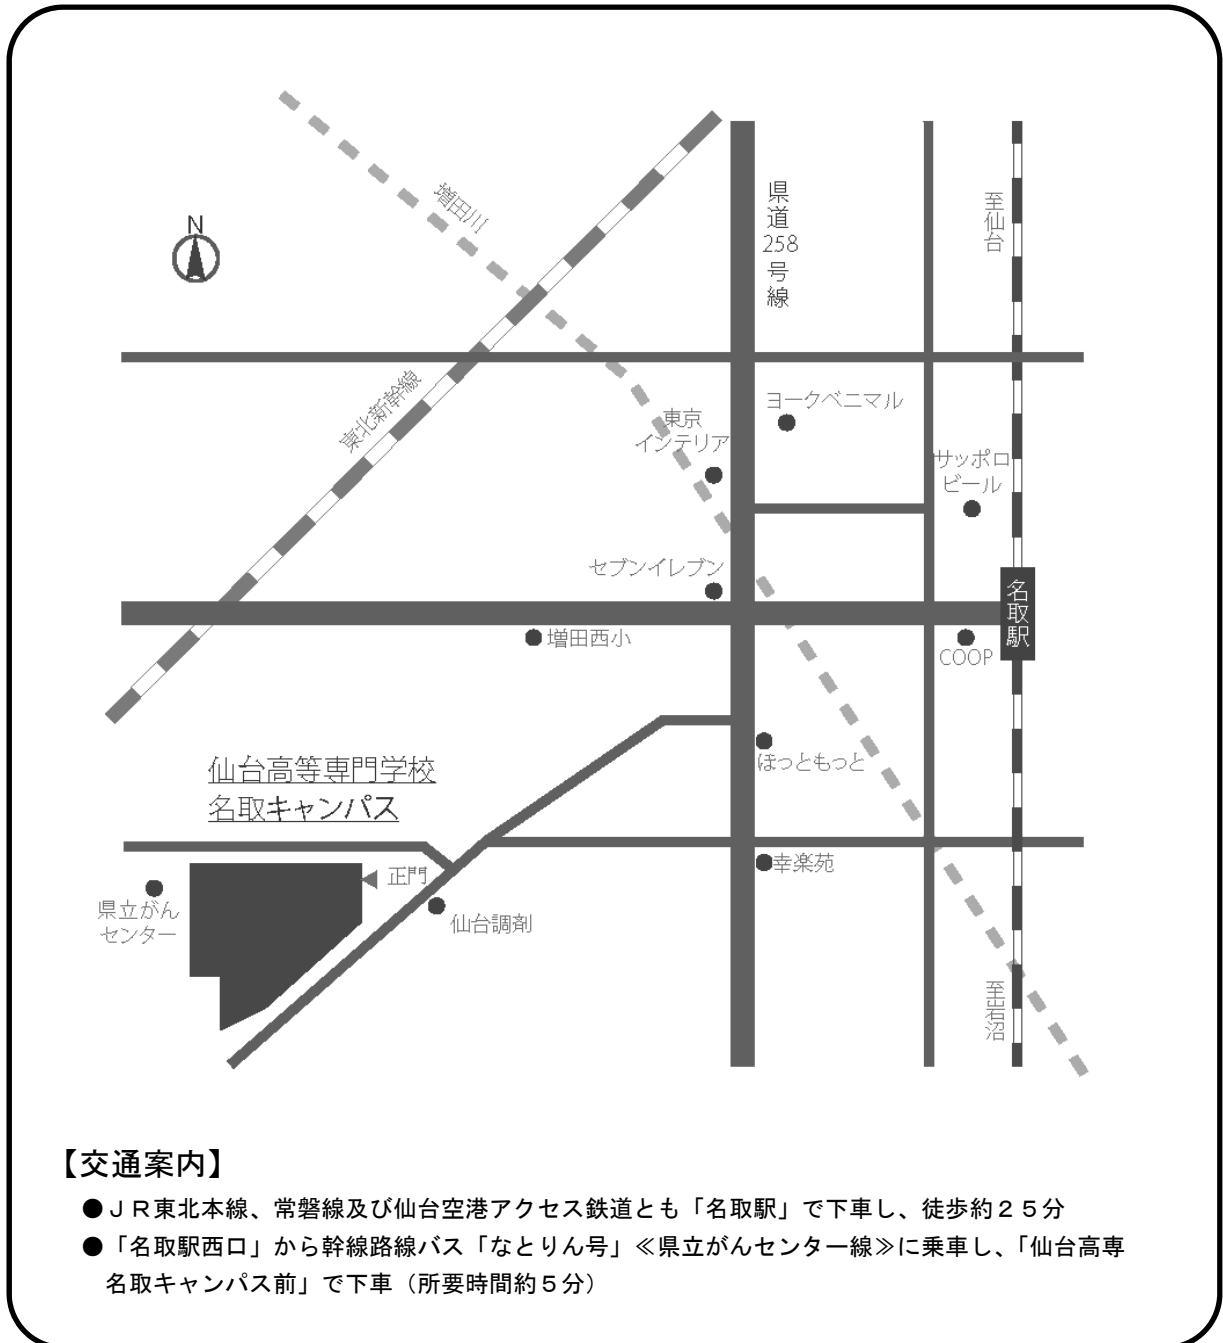 N
増田川
県
道
258
号
線
至仙台
東北新幹線
ヨークベニマル
東京
インテリア
サッポロ
ビール
セブンイレブン
名取駅
増田西小
COOP
ほっともっと
仙台高等専門学校
名取キャンパス
正門
幸楽苑
県立がん
センター
仙台調剤
至岩沼
【交通案内】
●ＪＲ東北本線、常磐線及び仙台空港アクセス鉄道とも「名取駅」で下車し、徒歩約２５分
●「名取駅西口」から幹線路線バス「なとりん号」≪県立がんセンター線≫に乗車し、「仙台高専
名取キャンパス前」で下車（所要時間約５分）